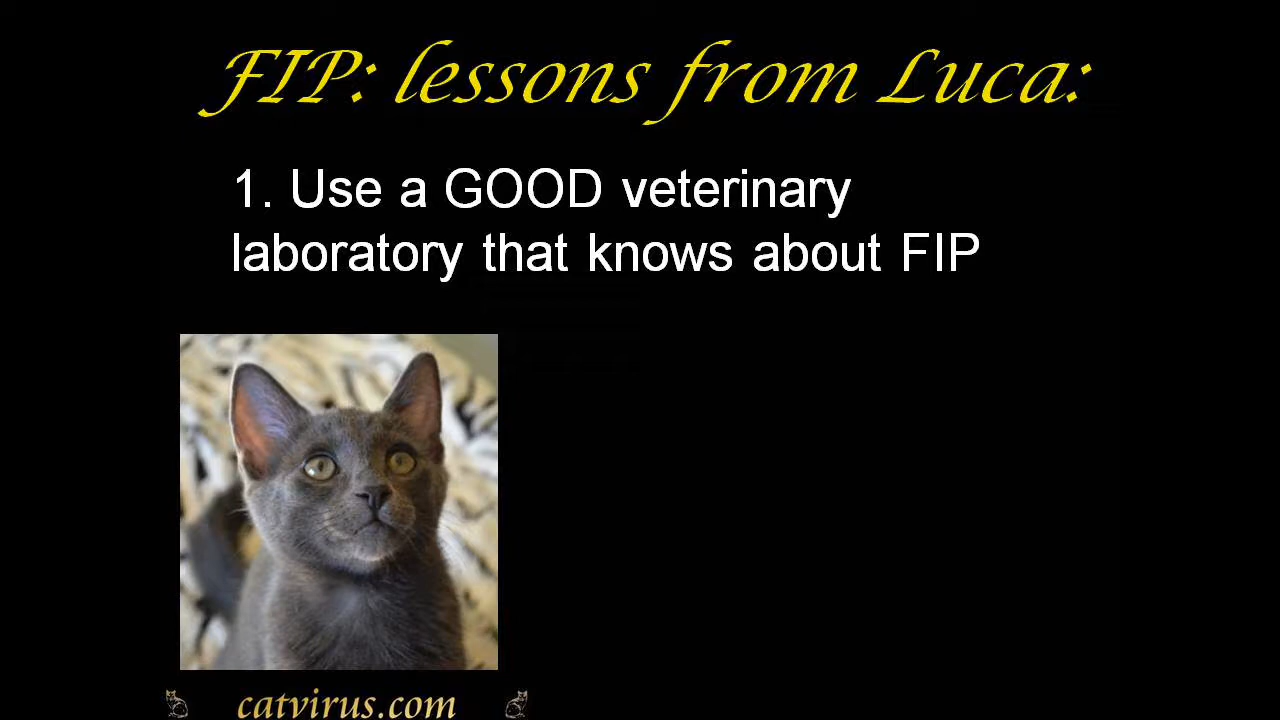 FIP: lessons from Luca:
1. Use a GOOD veterinary
laboratory that knows about FIP
catvirus.com